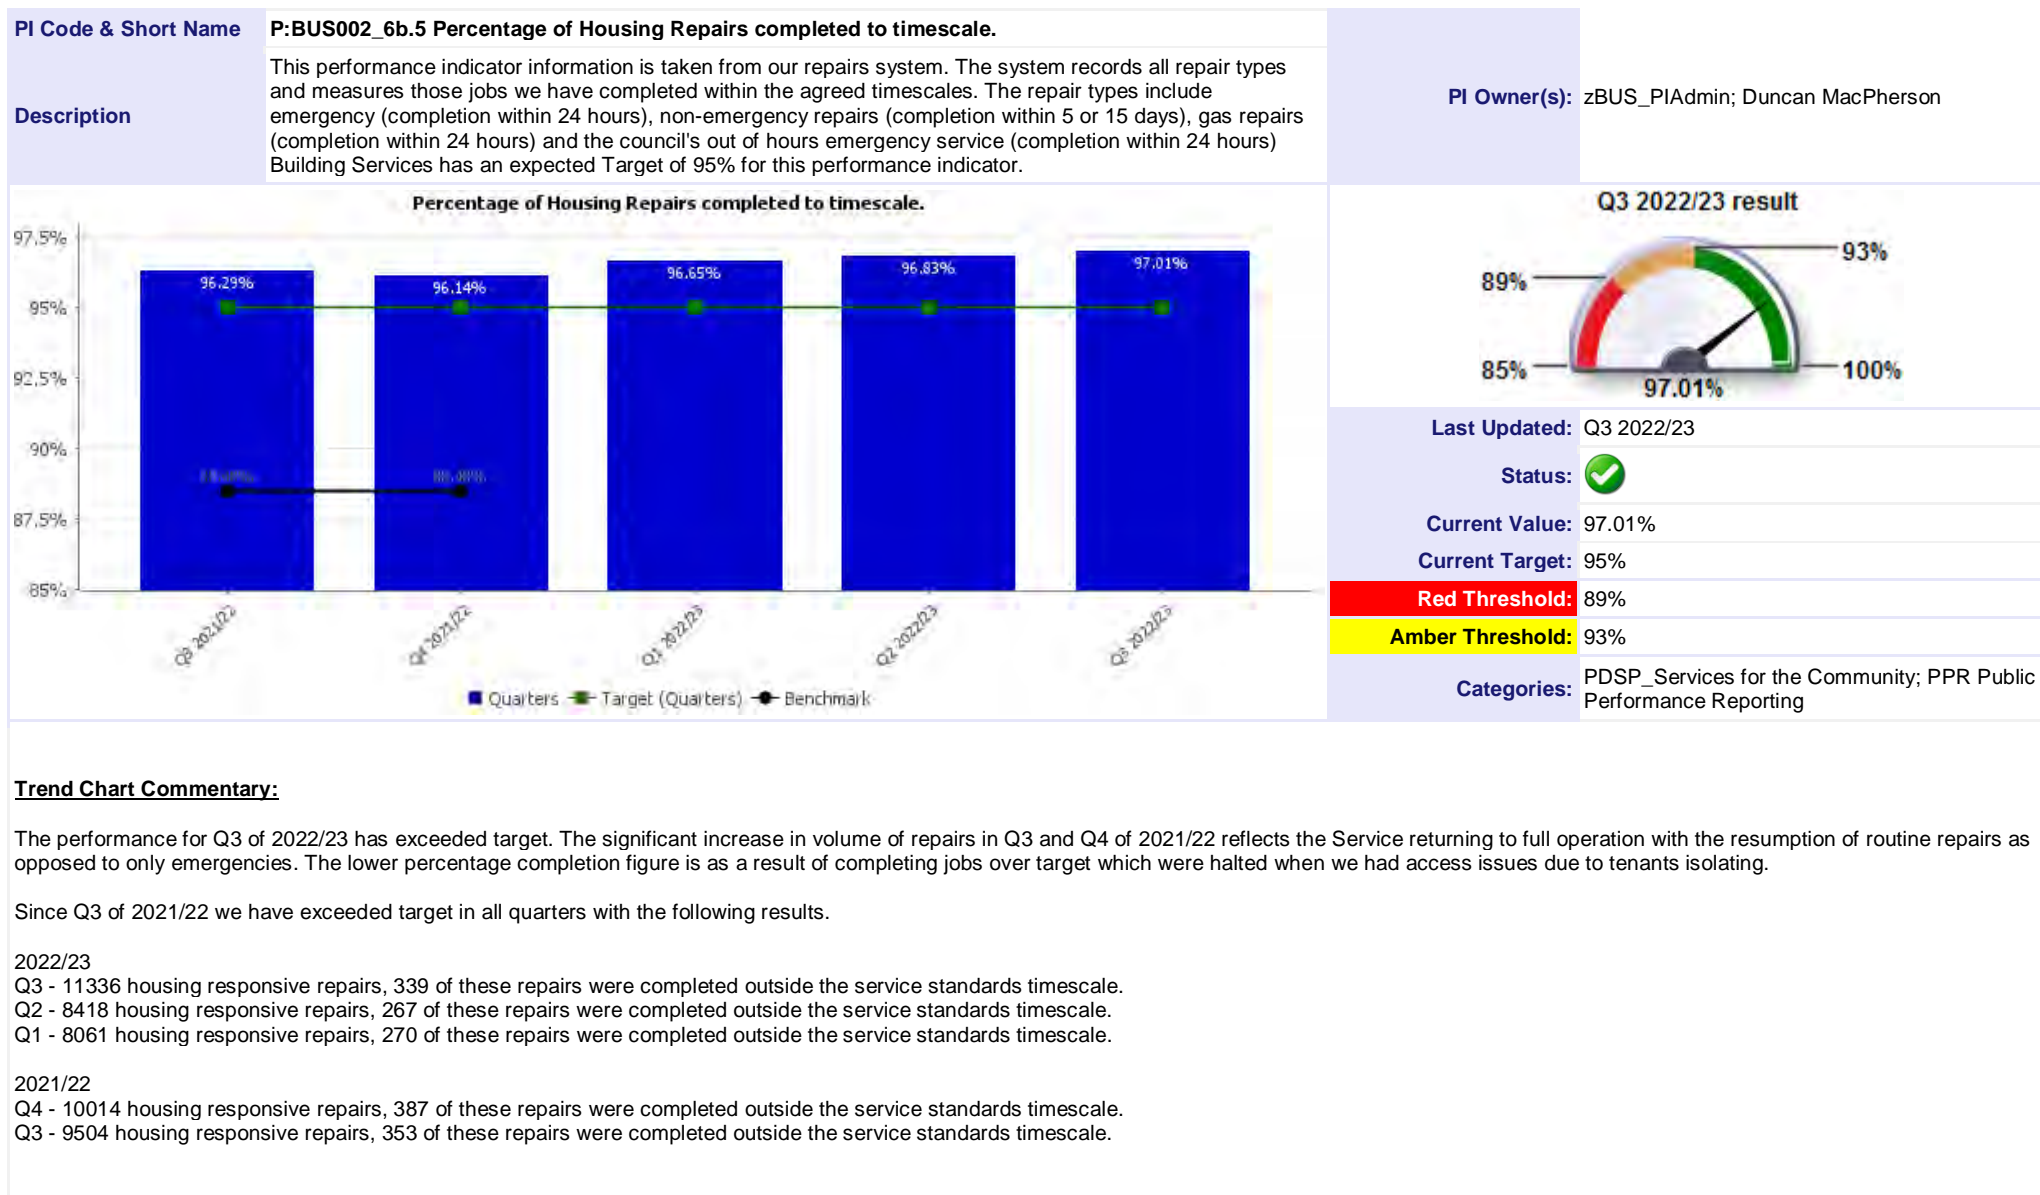 PI Code & Short Name
P:BUS002_6b.5 Percentage of Housing Repairs completed to timescale.
Description
This performance indicator information is taken from our repairs system. The system records all repair types
and measures those jobs we have completed within the agreed timescales. The repair types include
emergency (completion within 24 hours), non-emergency repairs (completion within 5 or 15 days), gas repairs
(completion within 24 hours) and the council's out of hours emergency service (completion within 24 hours)
Building Services has an expected Target of 95% for this performance indicator.
PI Owner(s):
zBUS_PIAdmin; Duncan MacPherson
Percentage of Housing Repairs completed to timescale.
97.5%
95%
92.5%
90%
87.5%
85%
96.29%
96.14%
96.65%
96.83%
97.01%
Q3 2021/22
Q4 2021/22
Q1 2022/23
Q2 2022/23
Q3 2022/23
Quarters
Target (Quarters)
Benchmark
Q3 2022/23 result
93%
89%
85%
100%
97.01%
Last Updated: Q3 2022/23
Status:
Current Value: 97.01%
Current Target: 95%
Red Threshold: 89%
Amber Threshold: 93%
Categories:
PDSP_Services for the Community; PPR Public
Performance Reporting
Trend Chart Commentary:
The performance for Q3 of 2022/23 has exceeded target. The significant increase in volume of repairs in Q3 and Q4 of 2021/22 reflects the Service returning to full operation with the resumption of routine repairs as
opposed to only emergencies. The lower percentage completion figure is as a result of completing jobs over target which were halted when we had access issues due to tenants isolating.
Since Q3 of 2021/22 we have exceeded target in all quarters with the following results.
2022/23
Q3 - 11336 housing responsive repairs, 339 of these repairs were completed outside the service standards timescale.
Q2 - 8418 housing responsive repairs, 267 of these repairs were completed outside the service standards timescale.
Q1 - 8061 housing responsive repairs, 270 of these repairs were completed outside the service standards timescale.
2021/22
Q4 - 10014 housing responsive repairs, 387 of these repairs were completed outside the service standards timescale.
Q3 - 9504 housing responsive repairs, 353 of these repairs were completed outside the service standards timescale.